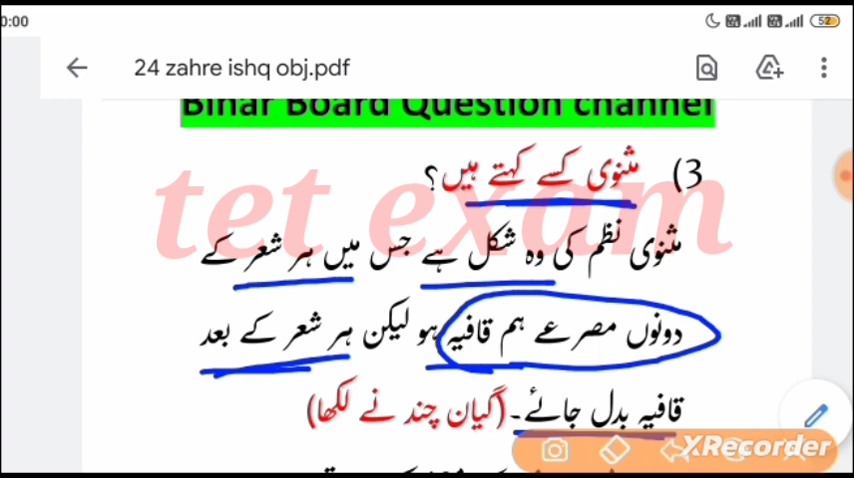 0:00
52
24 zahre ishq obj.pdf
Bihar Board Question channel
3) مثنوی کسے کہتے ہیں؟
tet exam
مثنوی نظم کی وہ شکل ہے جس میں ہر شعر کے
دونوں مصرعے ہم قافیہ ہو لیکن ہر شعر کے بعد
قافیہ بدل جائے۔ (گیان چند نے لکھا)
XRecorder